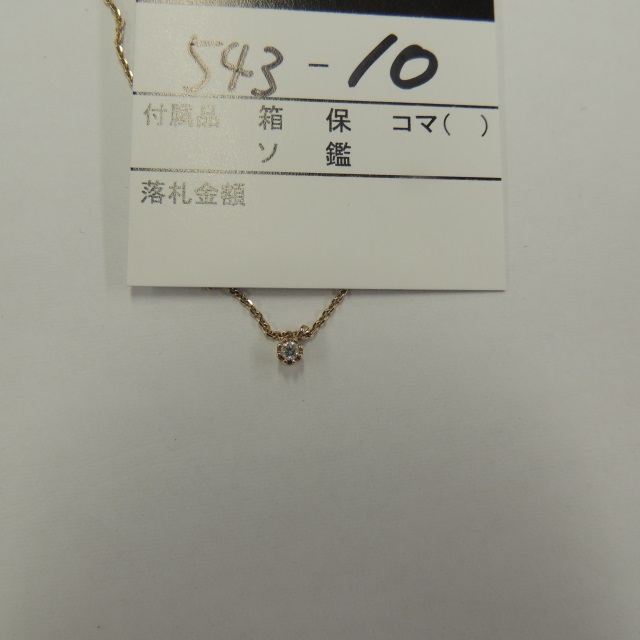 543-10
付属品 箱 保 コマ( )
ソ 鑑
落札金額